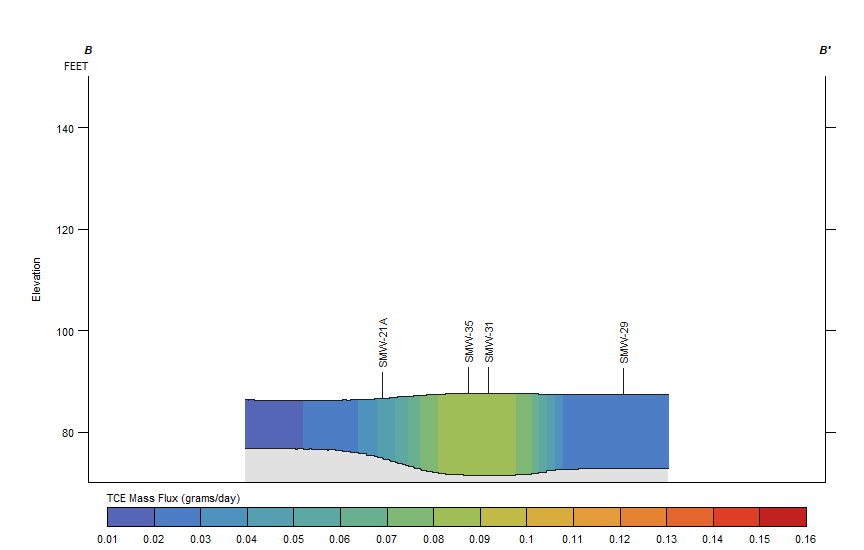 B B'
FEET
140
120
Elevation
100
80
SMW-21A SMW-35 SMW-31 SMW-29
TCE Mass Flux (grams/day)
0.01 0.02 0.03 0.04 0.05 0.06 0.07 0.08 0.09 0.1 0.11 0.12 0.13 0.14 0.15 0.16